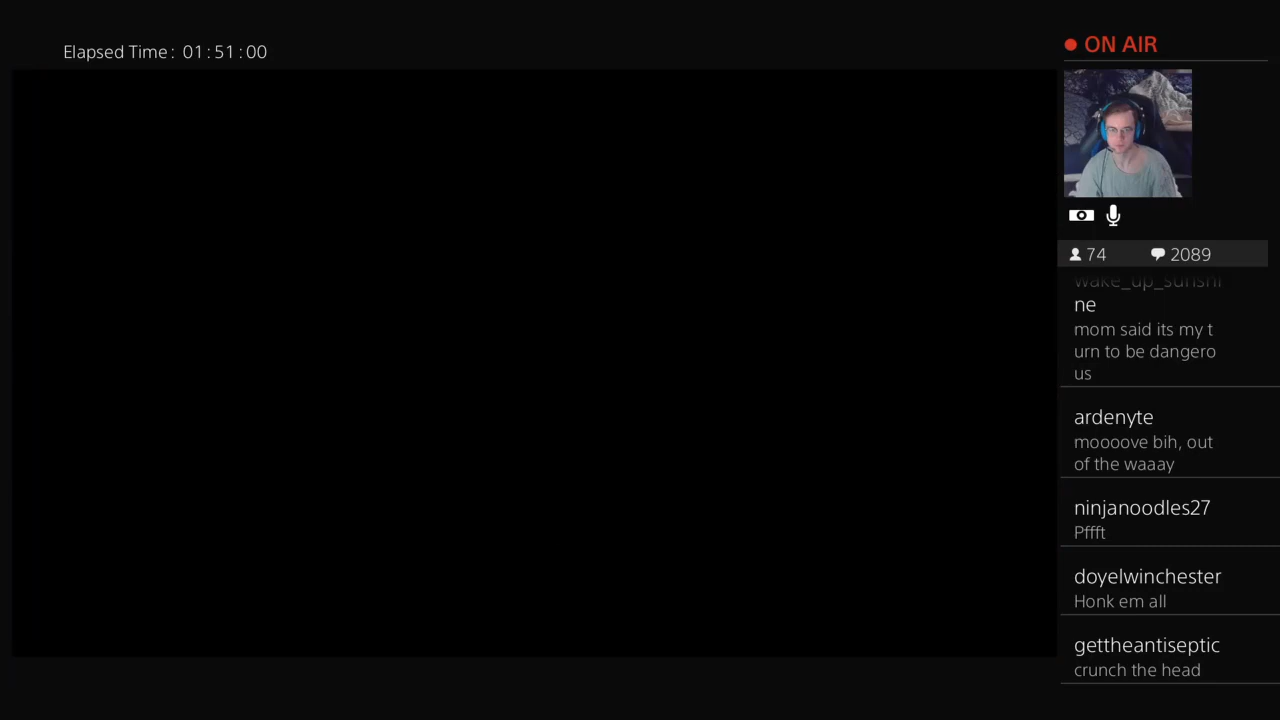 Elapsed Time: 01:51:00
ON AIR
74 2089
wake_up_sunshi
ne
mom said its my t
urn to be dangero
us
ardenyte
moooove bih, out
of the waaay
ninjanoodles27
Pffft
doyelwinchester
Honk em all
gettheantiseptic
crunch the head